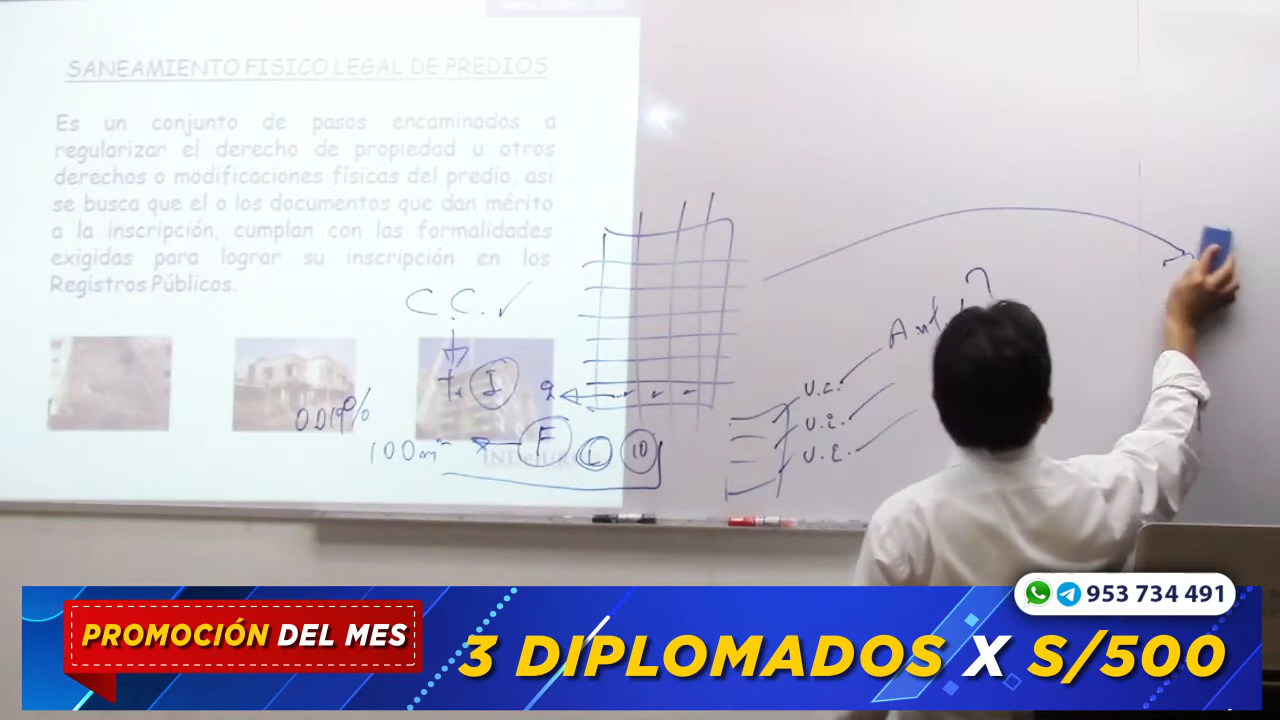 SANEAMIENTO FISICO LEGAL DE PREDIOS
Es un conjunto de pasos encaminados a
regularizar el derecho de propiedad u otros
derechos o modificaciones físicas del predio, asi
se busca que el o los documentos que dan mérito
a la inscripción, cumplan con las formalidades
exigidas para lograr su inscripción en los
Registros Públicos.
C.C. ✓
I
F
L
10
100m
U.C.
U.C.
U.C.
Ant
?
PROMOCIÓN DEL MES
3 DIPLOMADOS X S/500
953 734 491